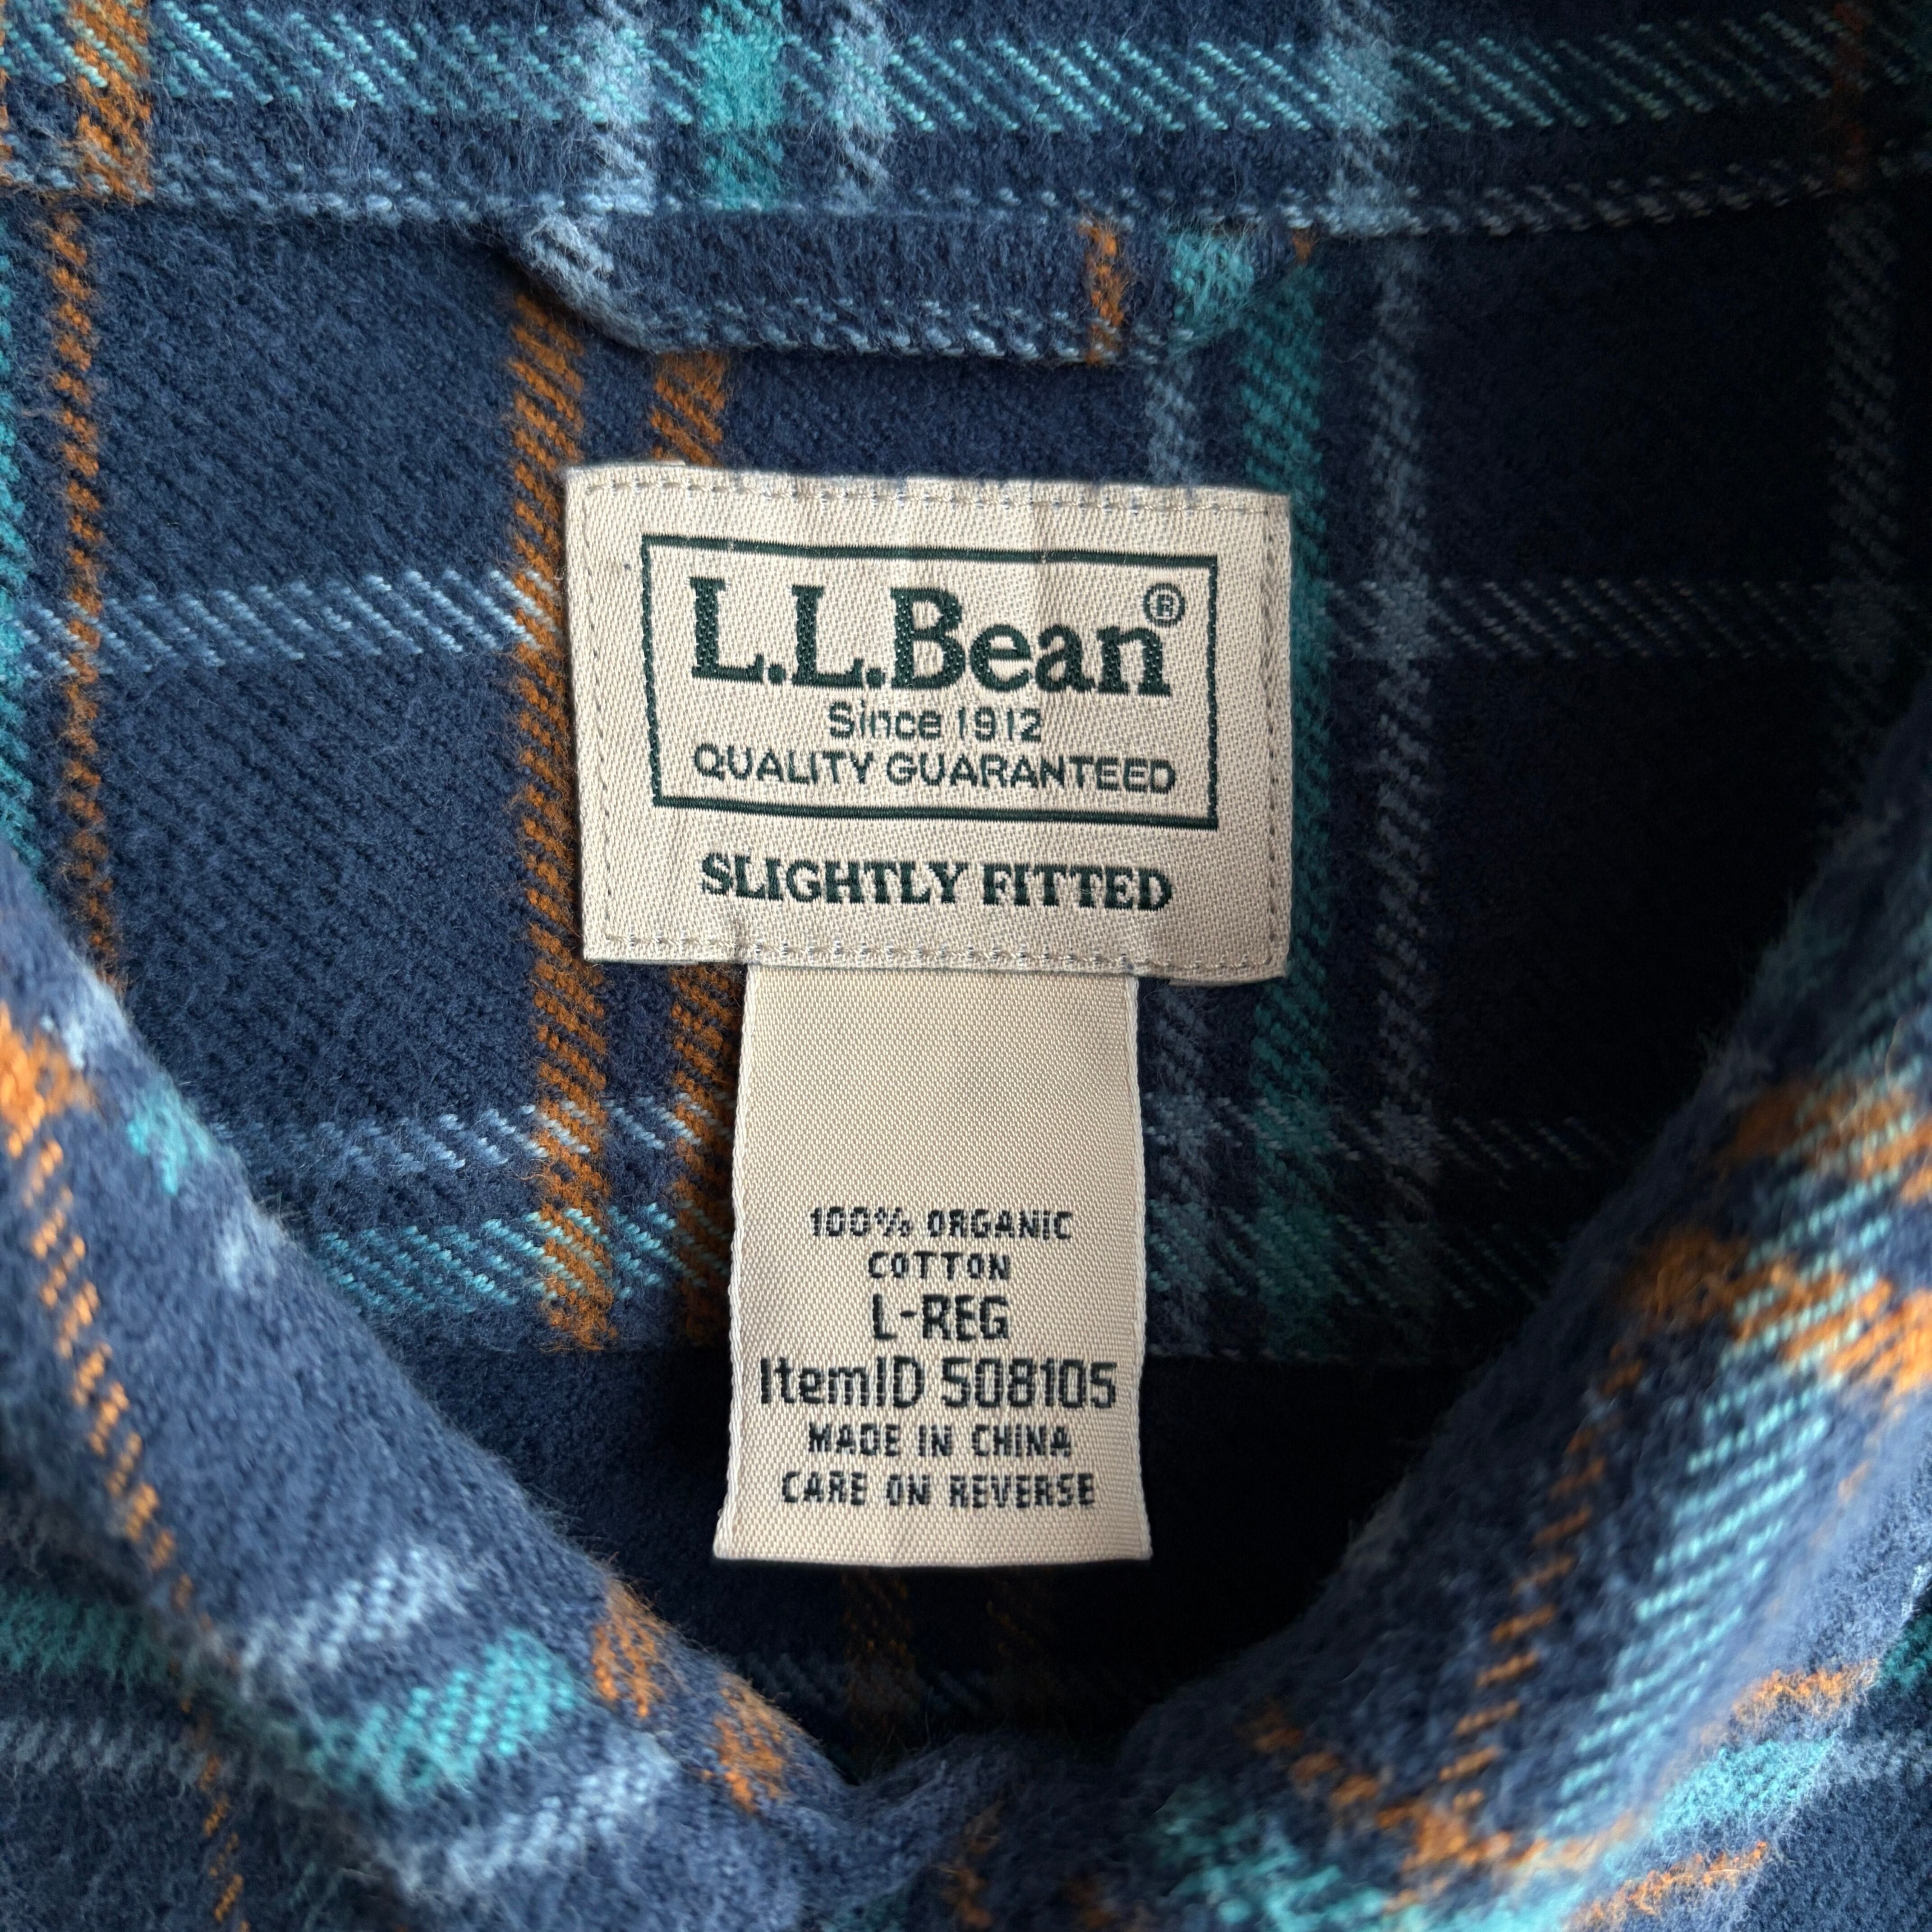 L.L.Bean®
Since 1912
QUALITY GUARANTEED
SLIGHTLY FITTED
100% ORGANIC
COTTON
L-REG
ItemID 508105
MADE IN CHINA
CARE ON REVERSE